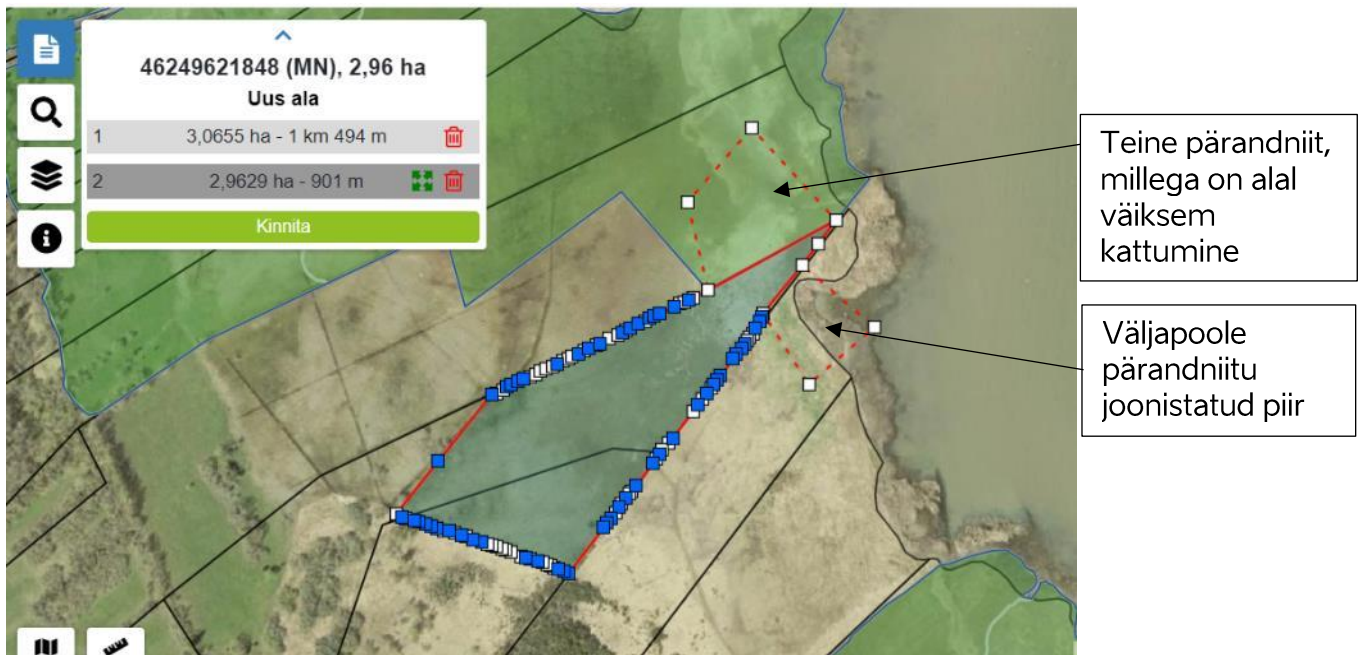 46249621848 (MN), 2,96 ha
Uus ala
1 3,0655 ha - 1 km 494 m
2 2,9629 ha - 901 m
Kinnita
Teine pärandniit,
millega on alal
väiksem
kattumine
Väljapoole
pärandniitu
joonistatud piir